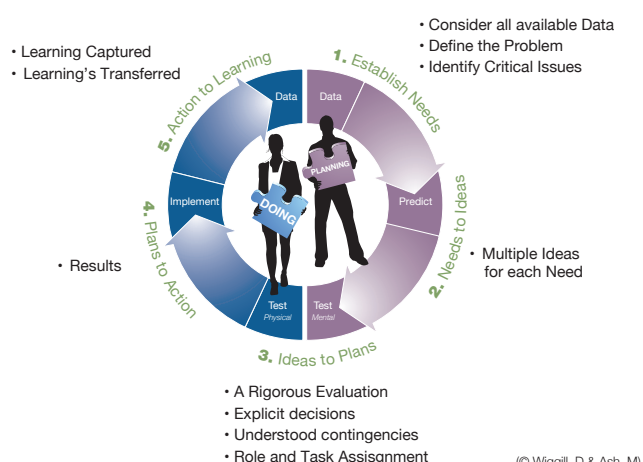 • Consider all available Data
• Define the Problem
• Identify Critical Issues
• Learning Captured
• Learning's Transferred
1. Establish Needs
5. Action to Learning
Data
Data
PLANNING
DOING
Implement
Predict
4. Plans to Action
2. Needs to Ideas
• Results
• Multiple Ideas
for each Need
Test
Physical
Test
Mental
3. Ideas to Plans
• A Rigorous Evaluation
• Explicit decisions
• Understood contingencies
• Role and Task Assisgnment
(© Wiggill, D & Ash, M)